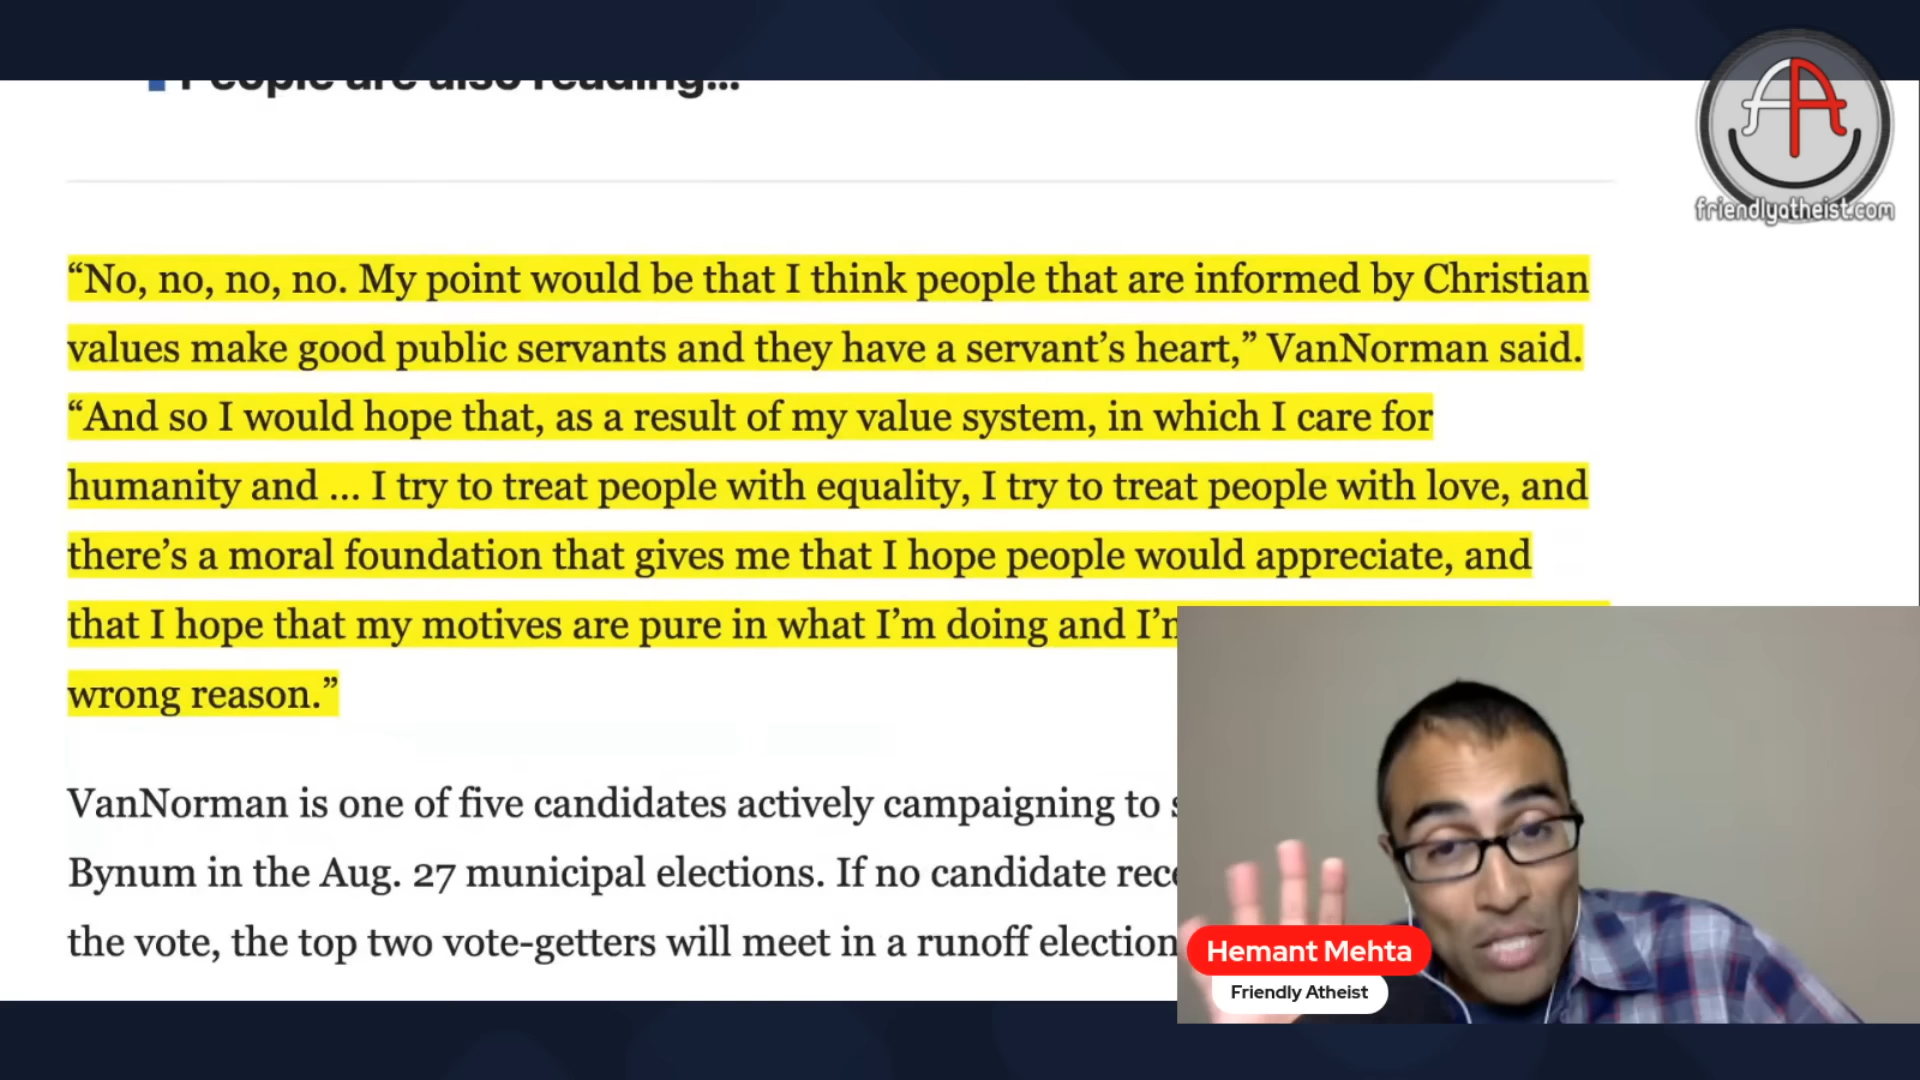 People are also reading...
friendlyatheist.com
“No, no, no, no. My point would be that I think people that are informed by Christian
values make good public servants and they have a servant’s heart,” VanNorman said.
“And so I would hope that, as a result of my value system, in which I care for
humanity and ... I try to treat people with equality, I try to treat people with love, and
there’s a moral foundation that gives me that I hope people would appreciate, and
that I hope that my motives are pure in what I’m doing and
wrong reason.”
VanNorman is one of five candidates actively campaigning to
Bynum in the Aug. 27 municipal elections. If no candidate
the vote, the top two vote-getters will meet in a runoff election
Hemant Mehta
Friendly Atheist